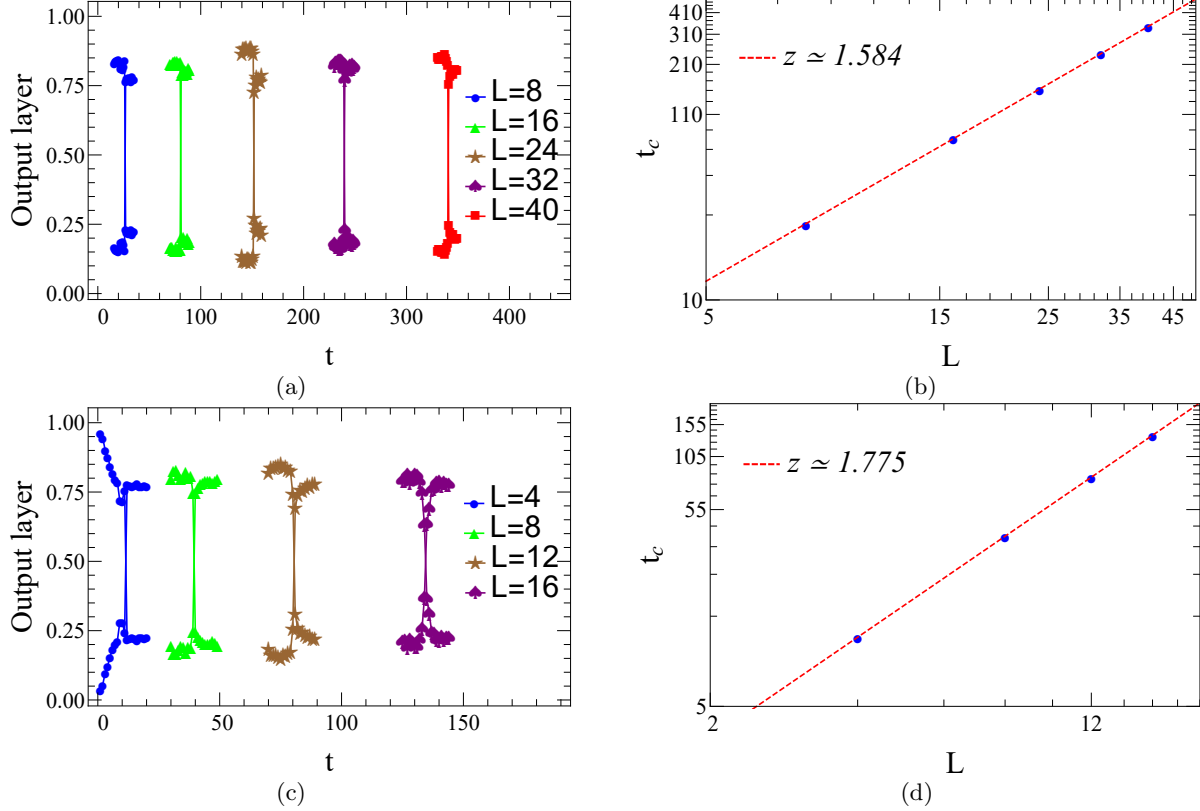 1.00
0.75
0.50
0.25
0.00
Output layer
0 100 200 300 400
t
L=8
L=16
L=24
L=32
L=40
(a)
410
310
210
110
10
t_c
5 15 25 35 45
L
z ≃ 1.584
(b)
1.00
0.75
0.50
0.25
0.00
Output layer
0 50 100 150
t
L=4
L=8
L=12
L=16
(c)
155
105
55
5
t_c
2 12
L
z ≃ 1.775
(d)